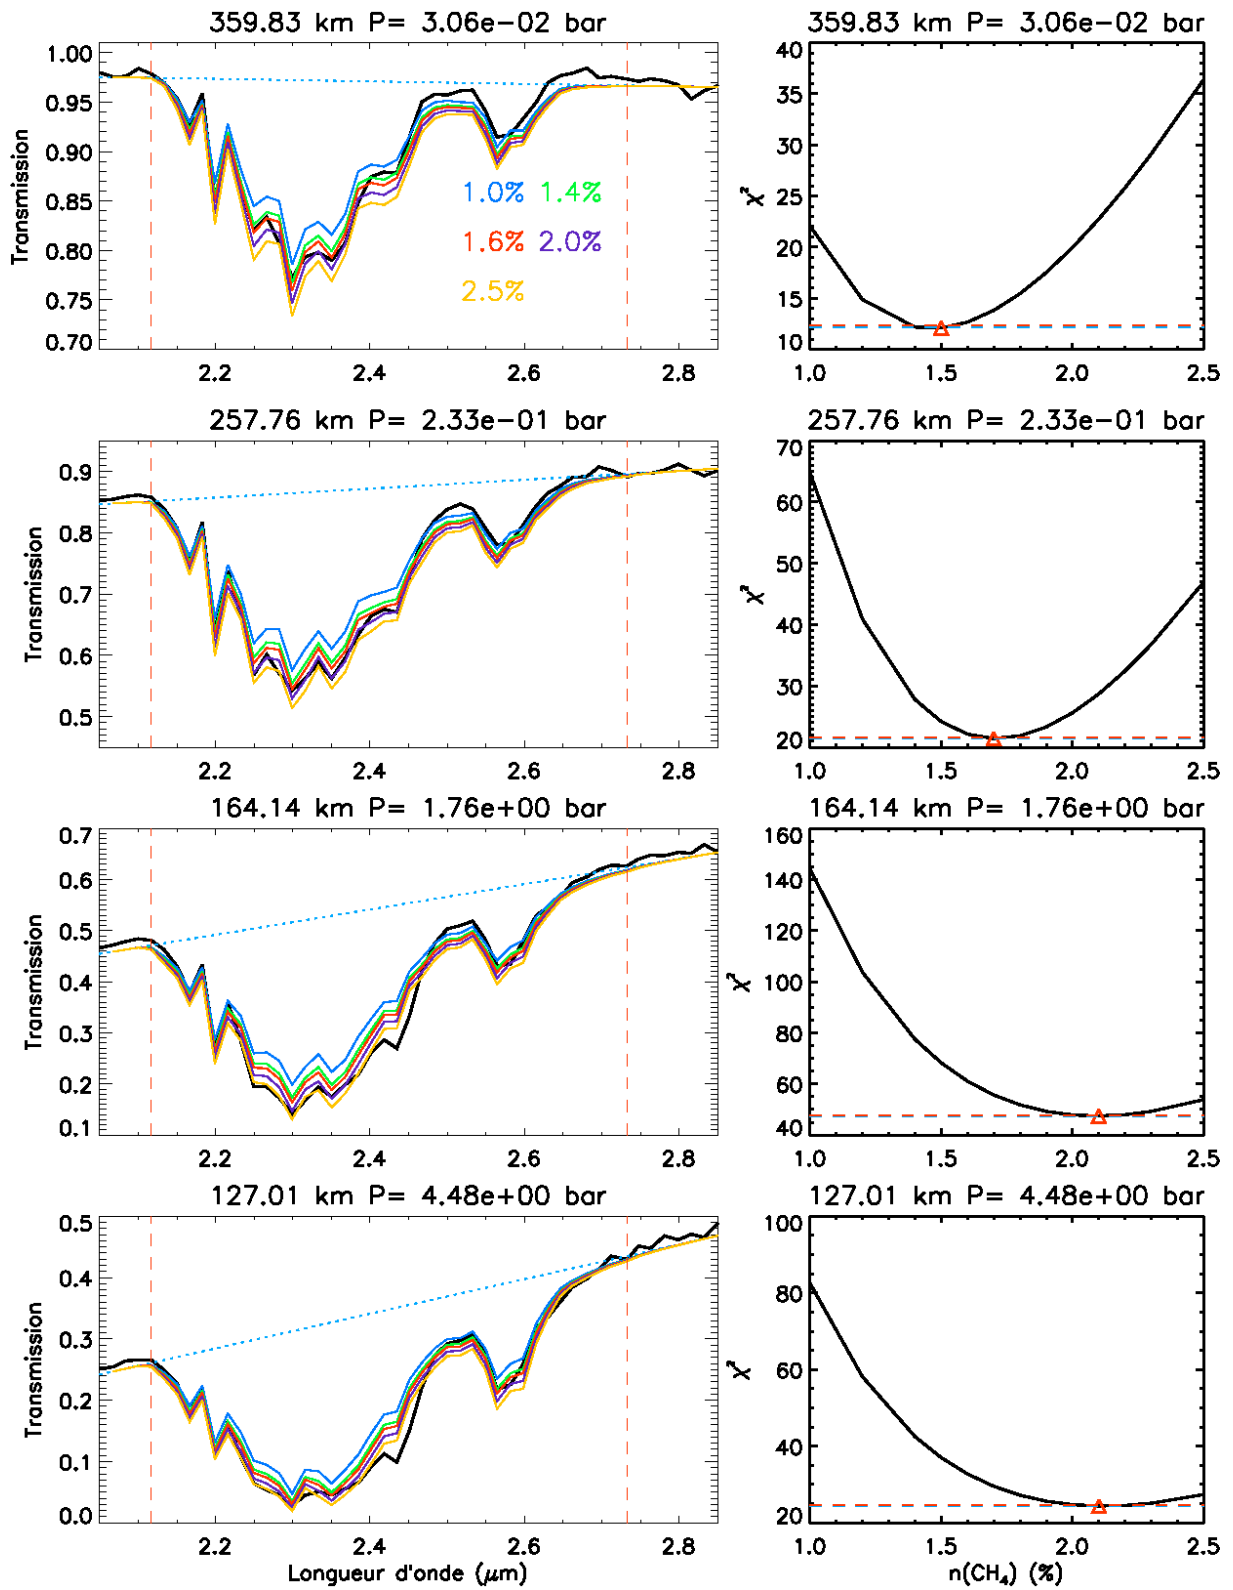 359.83 km P= 3.06e-02 bar
359.83 km P= 3.06e-02 bar
1.00
0.95
0.90
0.85
0.80
0.75
0.70
Transmission
1.0% 1.4%
1.6% 2.0%
2.5%
2.2 2.4 2.6 2.8
40
35
30
25
20
15
10
χ²
1.0 1.5 2.0 2.5
257.76 km P= 2.33e-01 bar
257.76 km P= 2.33e-01 bar
0.9
0.8
0.7
0.6
0.5
Transmission
2.2 2.4 2.6 2.8
70
60
50
40
30
20
χ²
1.0 1.5 2.0 2.5
164.14 km P= 1.76e+00 bar
164.14 km P= 1.76e+00 bar
0.7
0.6
0.5
0.4
0.3
0.2
0.1
Transmission
2.2 2.4 2.6 2.8
160
140
120
100
80
60
40
χ²
1.0 1.5 2.0 2.5
127.01 km P= 4.48e+00 bar
127.01 km P= 4.48e+00 bar
0.5
0.4
0.3
0.2
0.1
0.0
Transmission
2.2 2.4 2.6 2.8
Longueur d'onde (μm)
100
80
60
40
20
χ²
1.0 1.5 2.0 2.5
n(CH₄) (%)